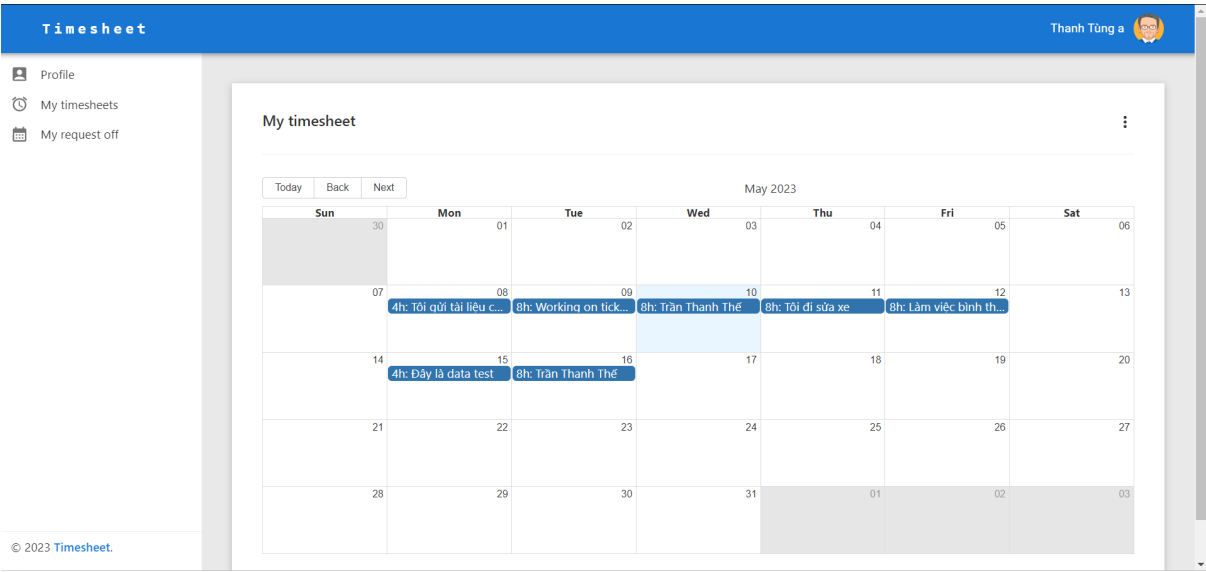 Timesheet
Thanh Tùng a
Profile
My timesheets
My request off
My timesheet
Today Back Next
May 2023
Sun Mon Tue Wed Thu Fri Sat
30 01 02 03 04 05 06
07 08 09 10 11 12 13
4h: Tôi gửi tài liệu c... 8h: Working on tick... 8h: Trần Thanh Thế 8h: Tôi đi sửa xe 8h: Làm việc bình th...
14 15 16 17 18 19 20
4h: Đây là data test 8h: Trần Thanh Thế
21 22 23 24 25 26 27
28 29 30 31 01 02 03
© 2023 Timesheet.